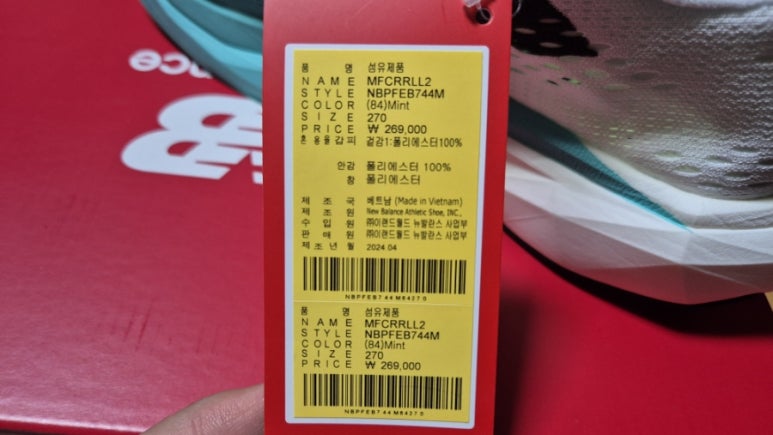 품 명 섬유제품
NAME MFCRRLL2
STYLE NBPFEB744M
COLOR (84)Mint
SIZE 270
PRICE ₩ 269,000
혼 용 율 갑피 겉감1:폴리에스터100%
안감 폴리에스터 100%
창 폴리에스터
제 조 국 베트남 (Made in Vietnam)
제 조 원 New Balance Athletic Shoe, INC.,
수 입 원 ㈜이랜드월드 뉴발란스 사업부
판 매 원 ㈜이랜드월드 뉴발란스 사업부
제 조 년 월 2024.04
NBPFEB744M84270
품 명 섬유제품
NAME MFCRRLL2
STYLE NBPFEB744M
COLOR (84)Mint
SIZE 270
PRICE ₩ 269,000
NBPFEB744M84270